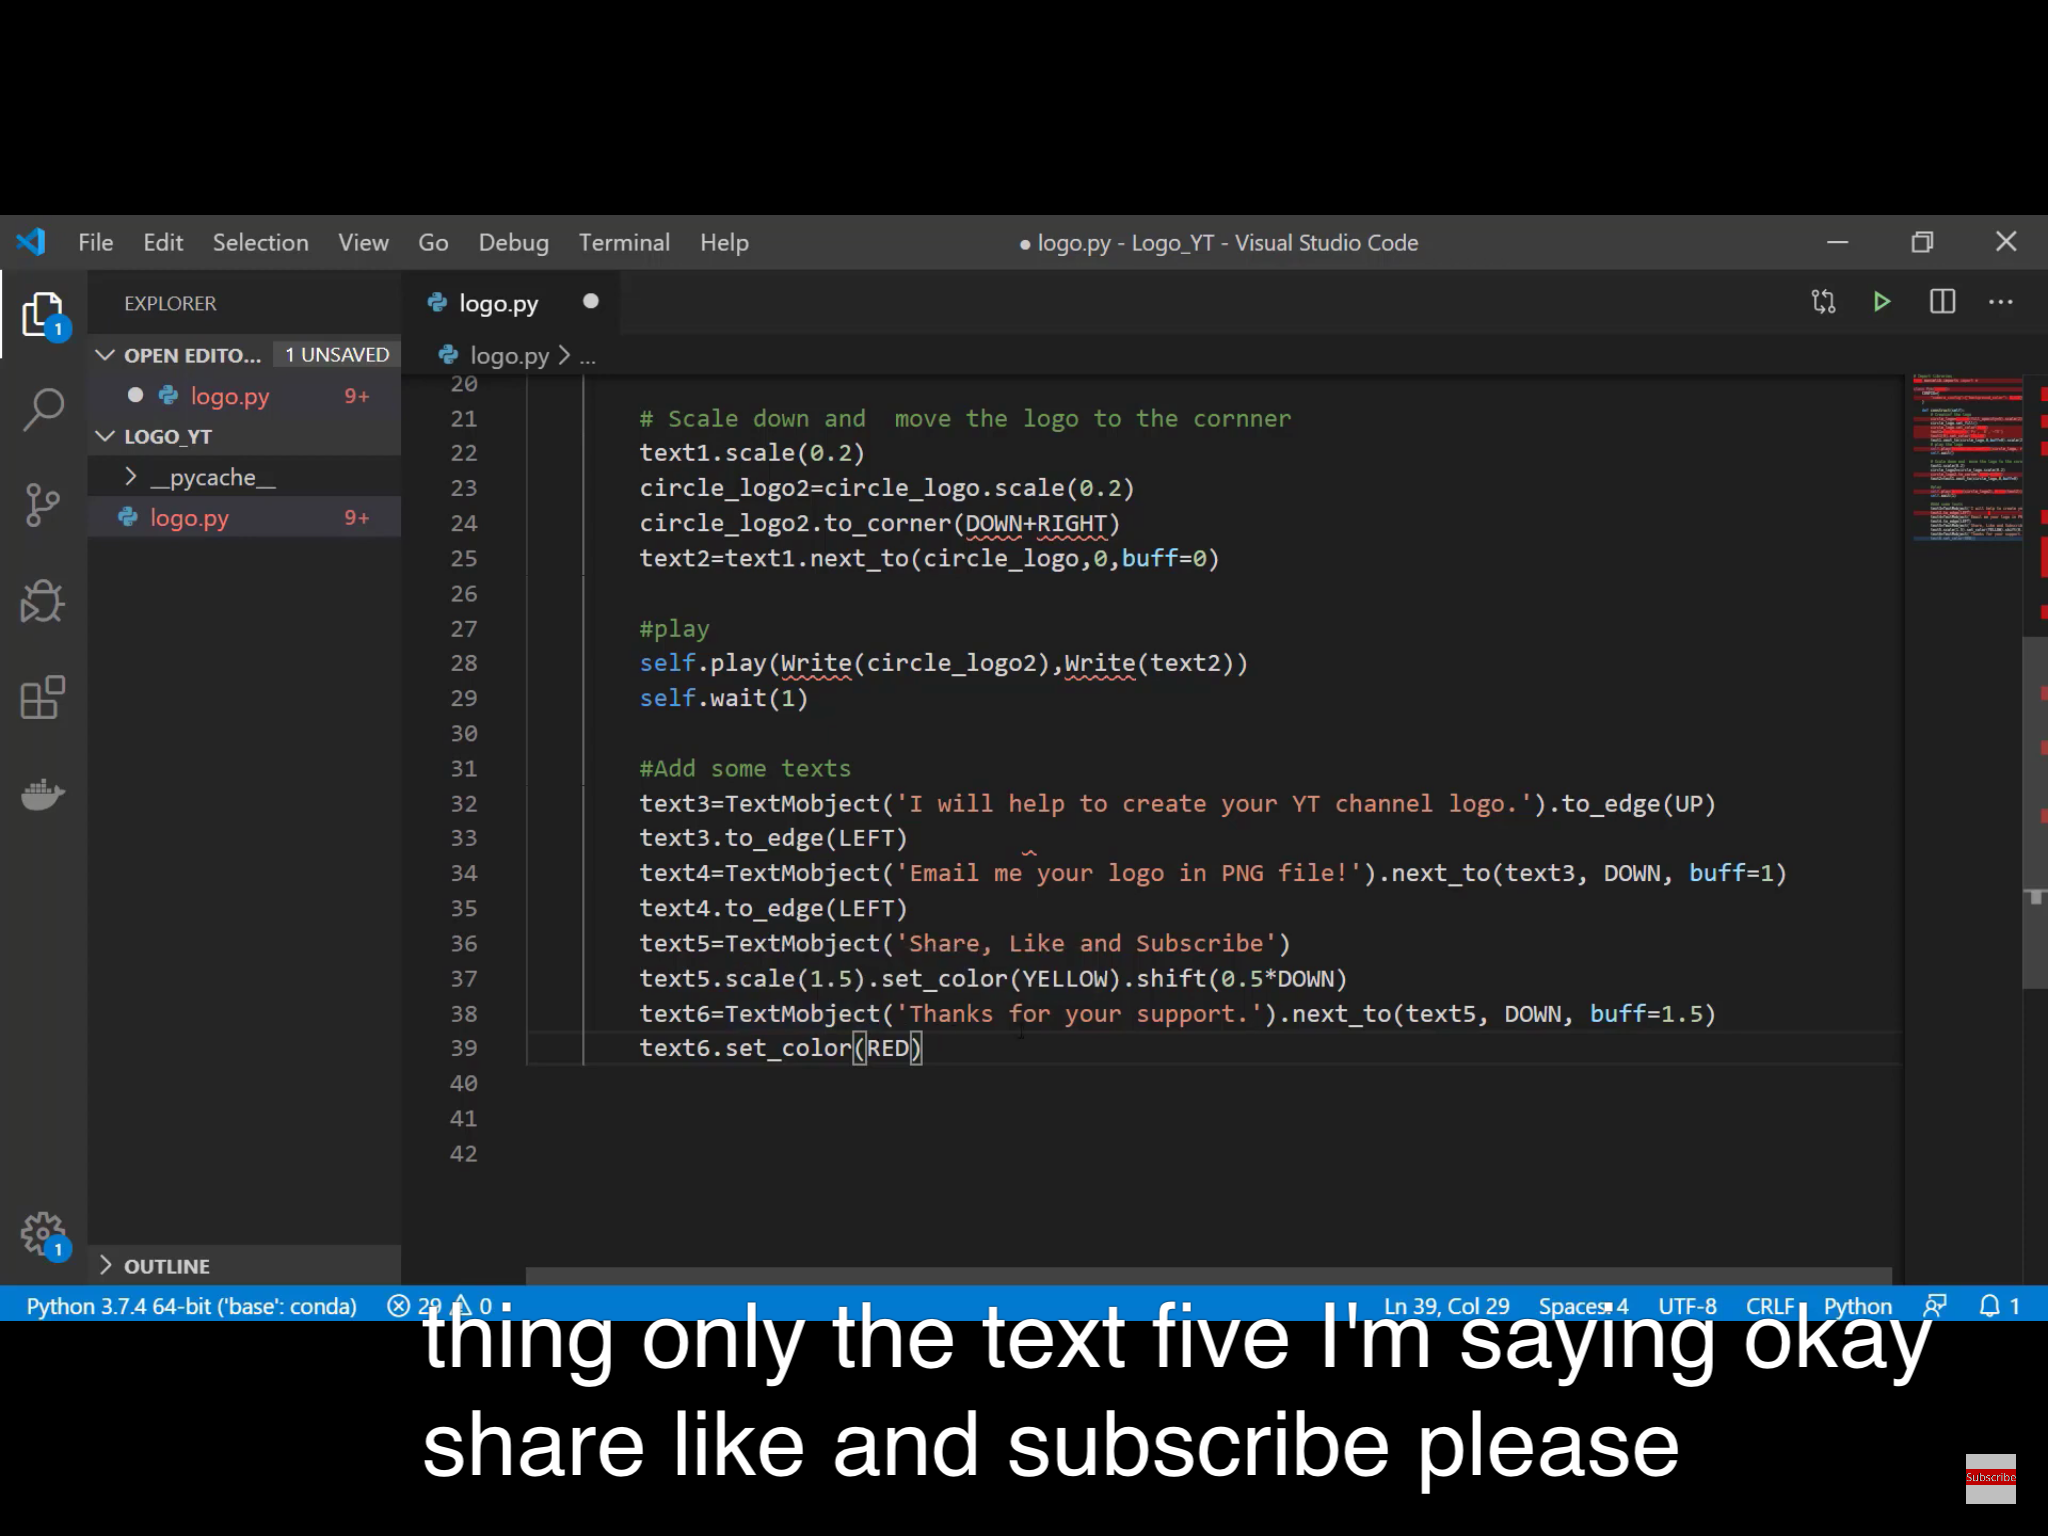 File Edit Selection View Go Debug Terminal Help
● logo.py - Logo_YT - Visual Studio Code
EXPLORER
logo.py
OPEN EDITO... 1 UNSAVED
logo.py > ...
logo.py 9+
LOGO_YT
__pycache__
logo.py 9+
20
21 # Scale down and  move the logo to the cornner
22 text1.scale(0.2)
23 circle_logo2=circle_logo.scale(0.2)
24 circle_logo2.to_corner(DOWN+RIGHT)
25 text2=text1.next_to(circle_logo,0,buff=0)
26
27 #play
28 self.play(Write(circle_logo2),Write(text2))
29 self.wait(1)
30
31 #Add some texts
32 text3=TextMobject('I will help to create your YT channel logo.').to_edge(UP)
33 text3.to_edge(LEFT)
34 text4=TextMobject('Email me your logo in PNG file!').next_to(text3, DOWN, buff=1)
35 text4.to_edge(LEFT)
36 text5=TextMobject('Share, Like and Subscribe')
37 text5.scale(1.5).set_color(YELLOW).shift(0.5*DOWN)
38 text6=TextMobject('Thanks for your support.').next_to(text5, DOWN, buff=1.5)
39 text6.set_color(RED)
40
41
42
1
1
OUTLINE
Python 3.7.4 64-bit ('base': conda) 29 0 Ln 39, Col 29 Spaces: 4 UTF-8 CRLF Python 1
thing only the text five I'm saying okay
share like and subscribe please
Subscribe